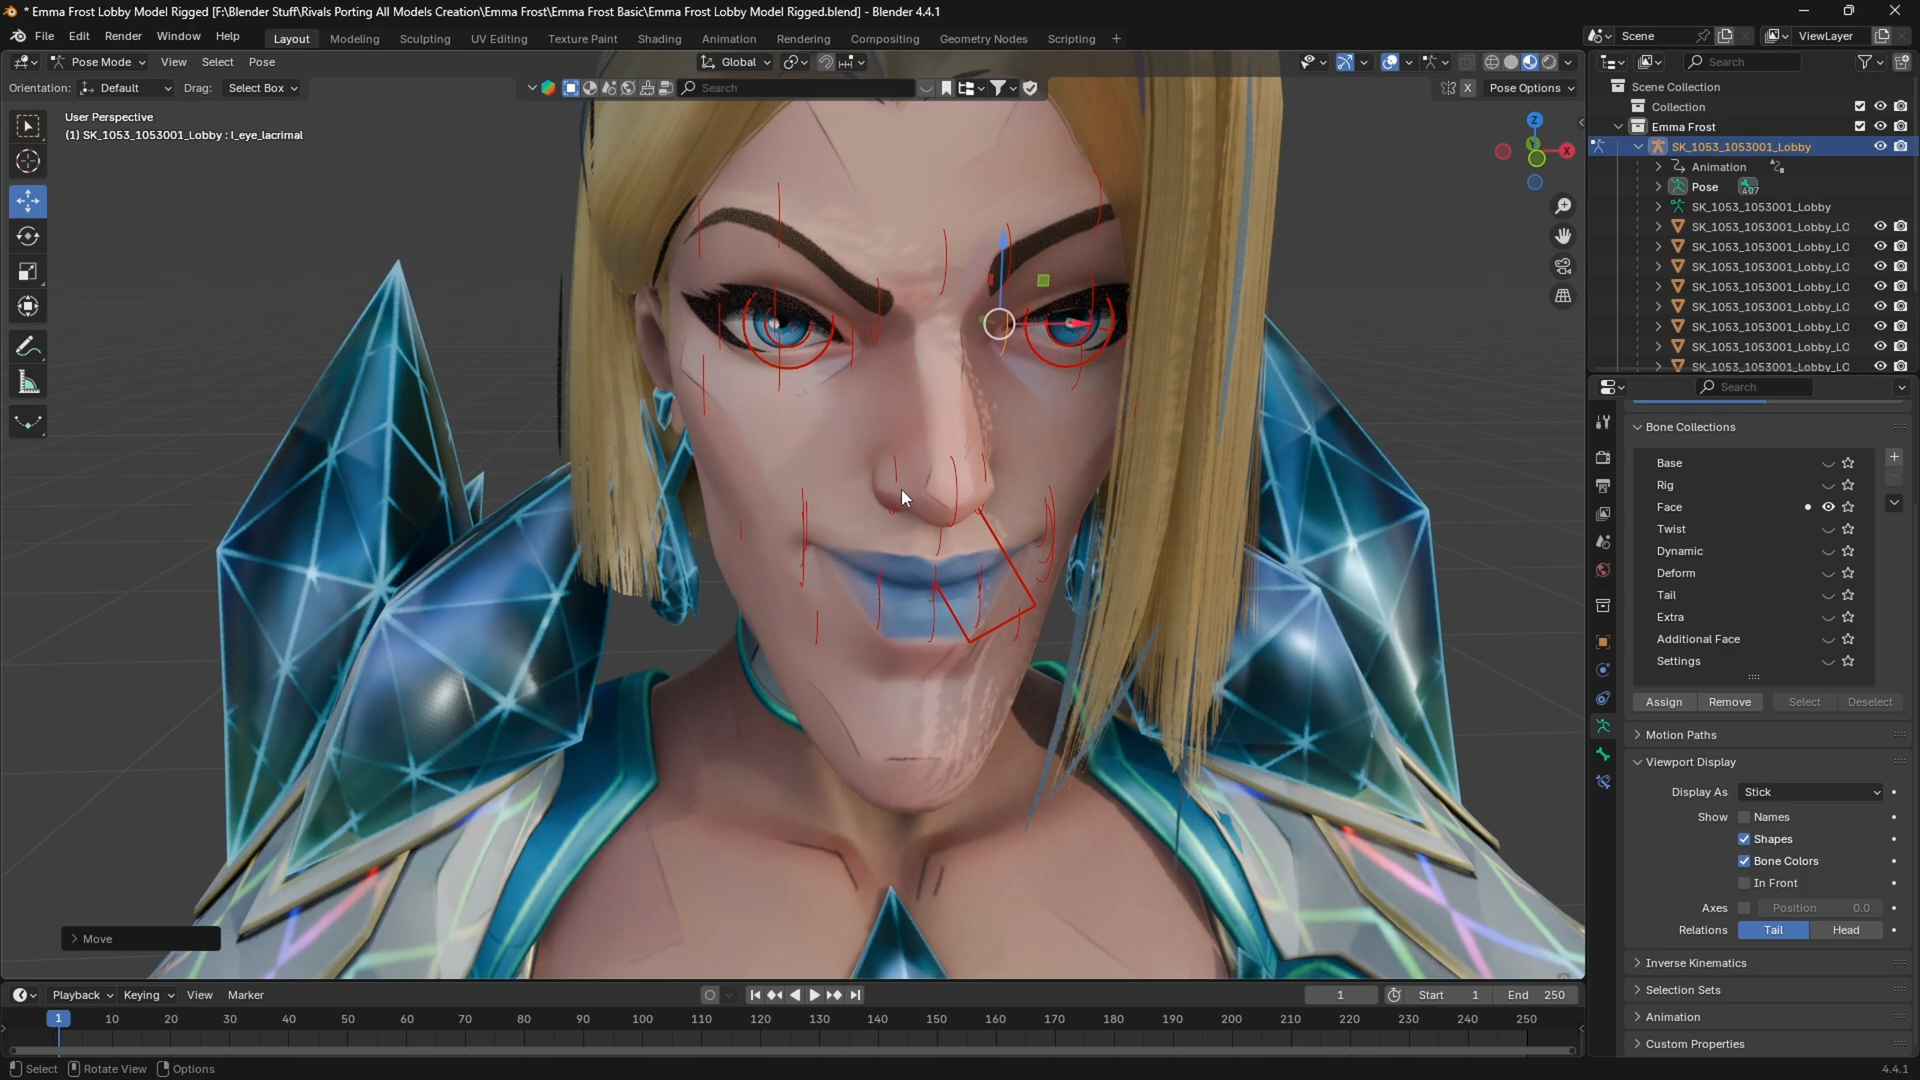 * Emma Frost Lobby Model Rigged [F:\Blender Stuff\Rivals Porting All Models Creation\Emma Frost\Emma Frost Basic\Emma Frost Lobby Model Rigged.blend] - Blender 4.4.1
File Edit Render Window Help Layout Modeling Sculpting UV Editing Texture Paint Shading Animation Rendering Compositing Geometry Nodes Scripting + Scene ViewLayer
Pose Mode View Select Pose Global Search
Orientation: Default Drag: Select Box Search X Pose Options
User Perspective
(1) SK_1053_1053001_Lobby : l_eye_lacrimal
Z
Y
X
Move
Scene Collection
Collection
Emma Frost
SK_1053_1053001_Lobby
Animation
Pose 407
SK_1053_1053001_Lobby
SK_1053_1053001_Lobby_LO
SK_1053_1053001_Lobby_LO
SK_1053_1053001_Lobby_LO
SK_1053_1053001_Lobby_LO
SK_1053_1053001_Lobby_LO
SK_1053_1053001_Lobby_LO
SK_1053_1053001_Lobby_LO
SK_1053_1053001_Lobby_LO
Search
Bone Collections
Base
Rig
Face
Twist
Dynamic
Deform
Tail
Extra
Additional Face
Settings
Assign Remove Select Deselect
Motion Paths
Viewport Display
Display As Stick
Show Names
Shapes
Bone Colors
In Front
Axes Position 0.0
Relations Tail Head
Inverse Kinematics
Selection Sets
Animation
Custom Properties
Playback Keying View Marker 1 Start 1 End 250
1 10 20 30 40 50 60 70 80 90 100 110 120 130 140 150 160 170 180 190 200 210 220 230 240 250
Select Rotate View Options 4.4.1